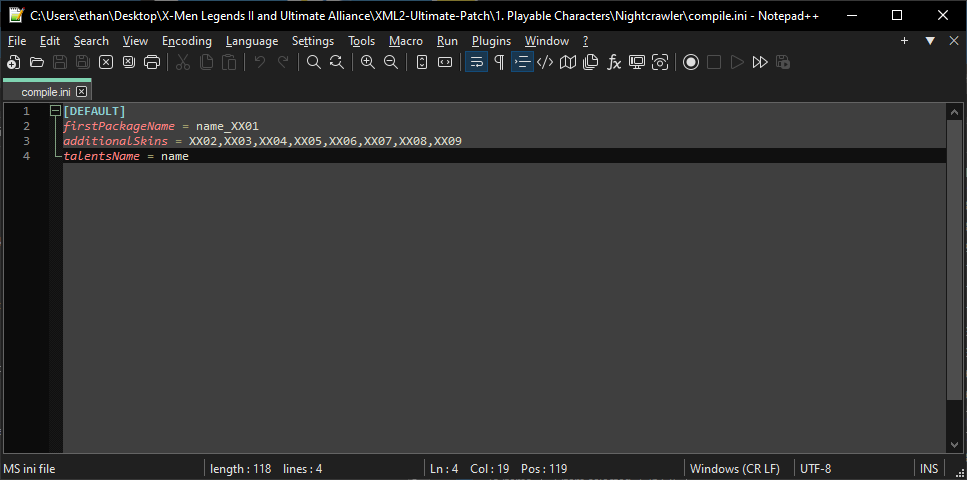 C:\Users\ethan\Desktop\X-Men Legends II and Ultimate Alliance\XML2-Ultimate-Patch\1. Playable Characters\Nightcrawler\compile.ini - Notepad++
File Edit Search View Encoding Language Settings Tools Macro Run Plugins Window ?
compile.ini
1 [DEFAULT]
2 firstPackageName = name_XX01
3 additionalSkins = XX02,XX03,XX04,XX05,XX06,XX07,XX08,XX09
4 talentsName = name
MS ini file length : 118 lines : 4 Ln : 4 Col : 19 Pos : 119 Windows (CR LF) UTF-8 INS